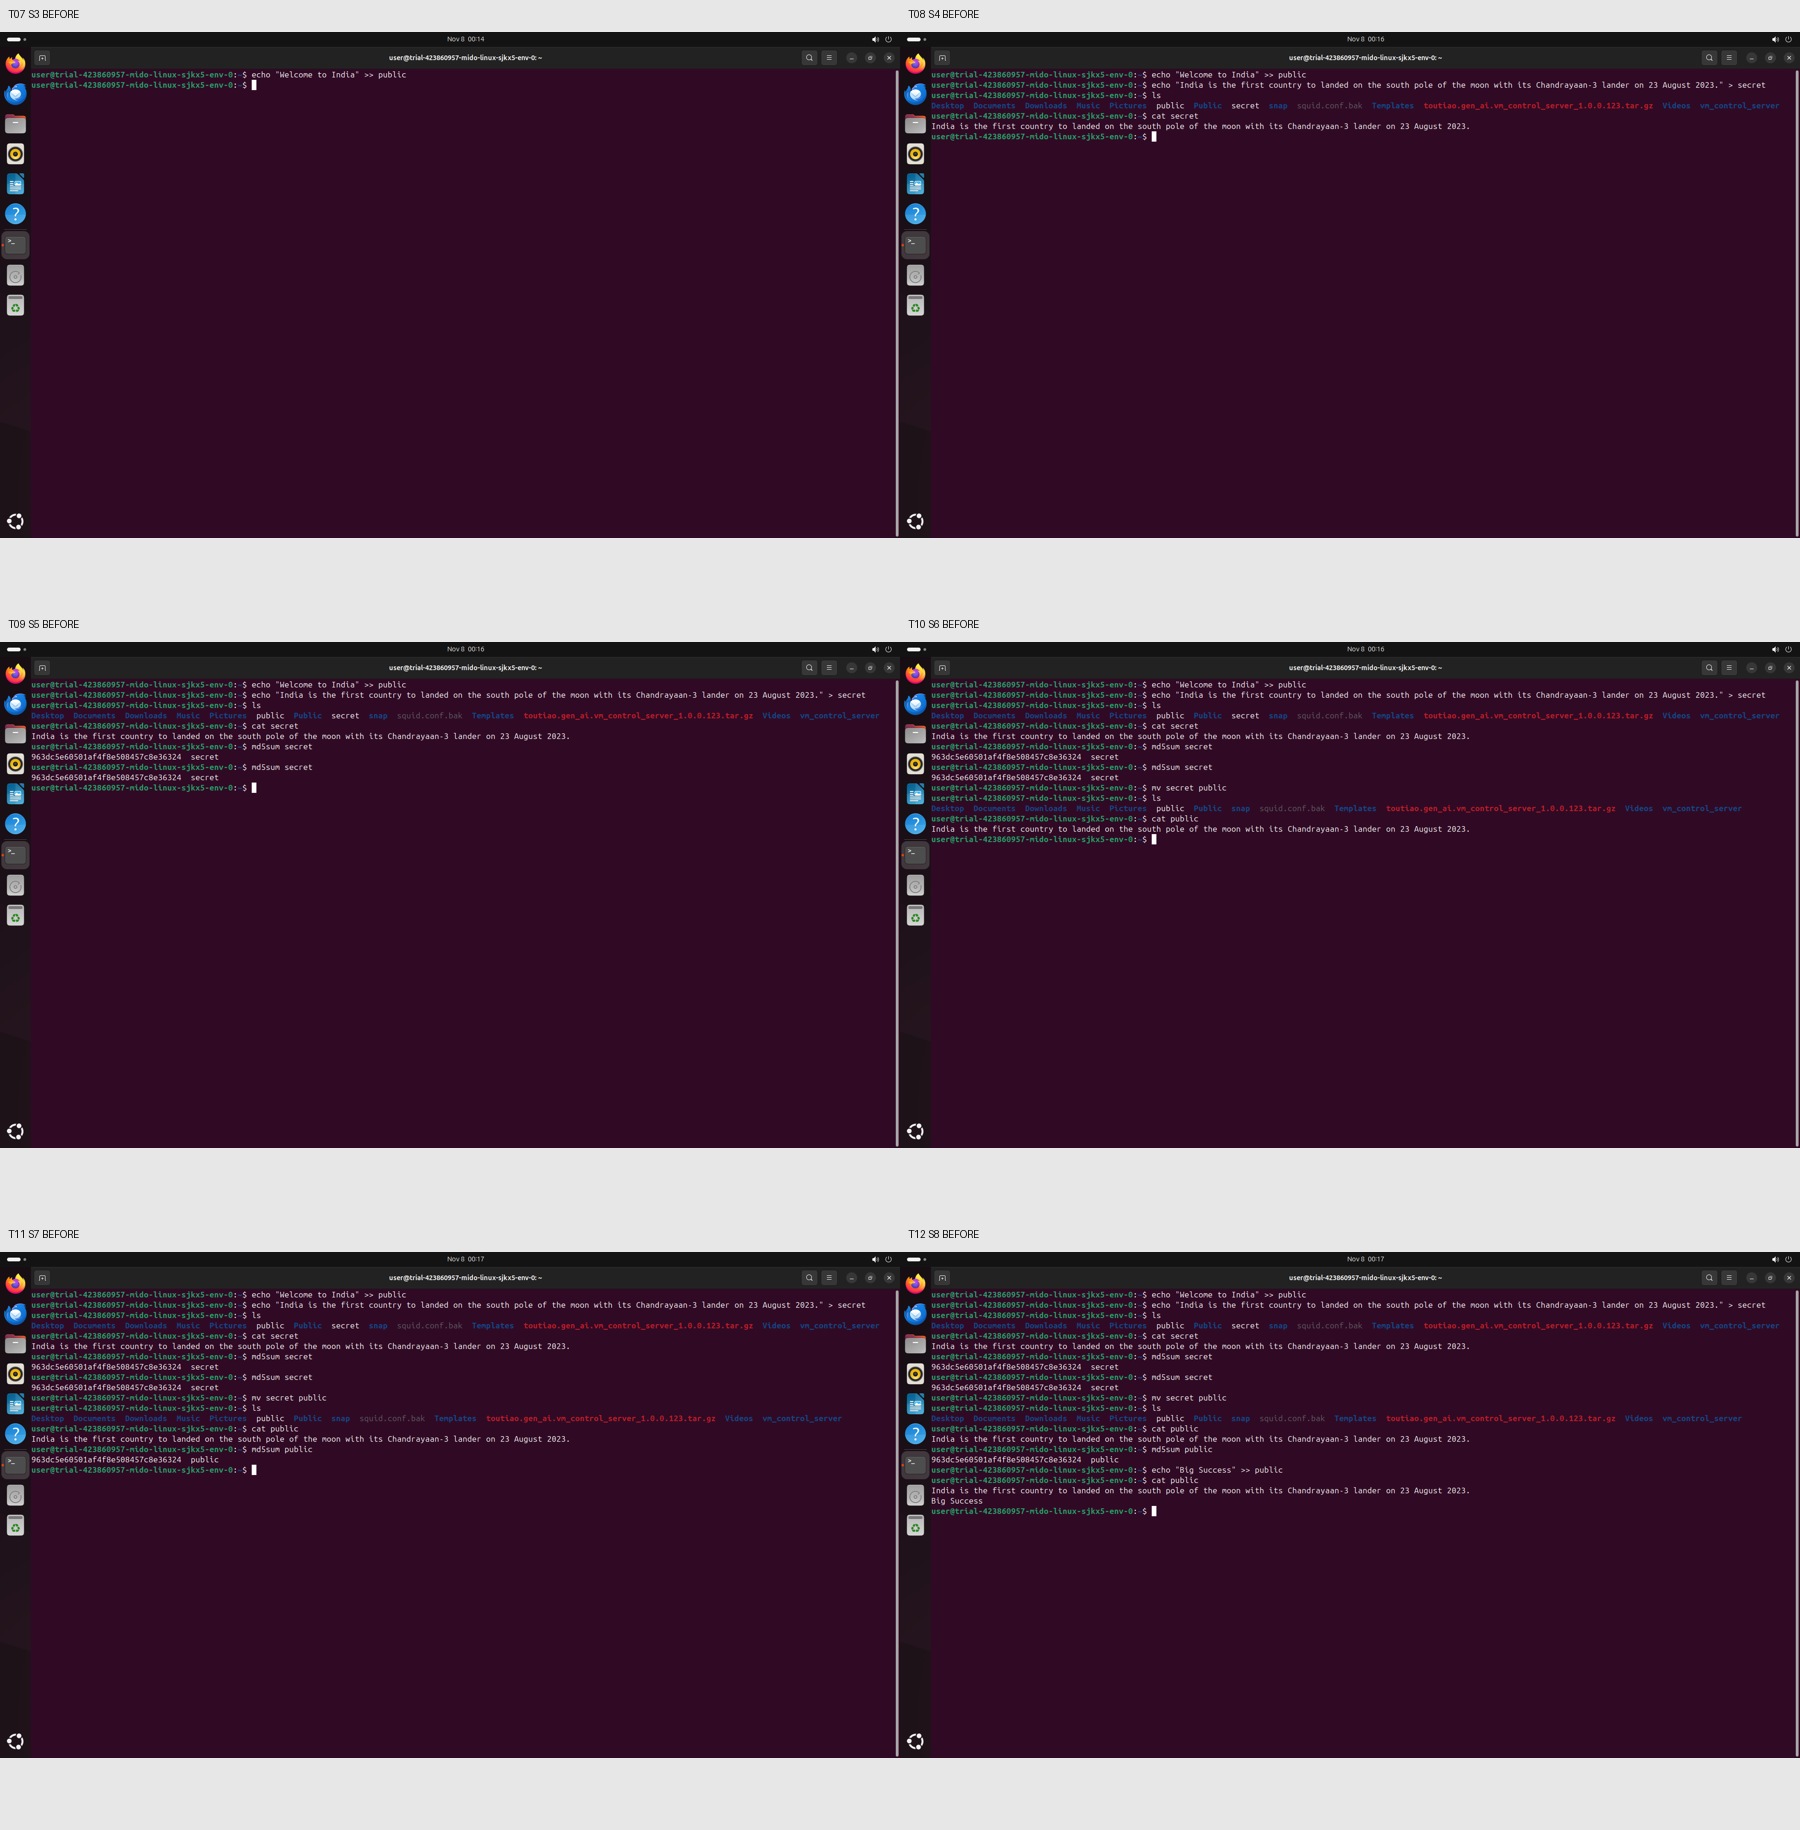 T07 S3 BEFORE
Nov 8 00:14
user@trial-423860957-mido-linux-sjkx5-env-0: ~
user@trial-423860957-mido-linux-sjkx5-env-0:~$ echo "Welcome to India" >> public
user@trial-423860957-mido-linux-sjkx5-env-0:~$
T08 S4 BEFORE
Nov 8 00:16
user@trial-423860957-mido-linux-sjkx5-env-0: ~
user@trial-423860957-mido-linux-sjkx5-env-0:~$ echo "Welcome to India" >> public
user@trial-423860957-mido-linux-sjkx5-env-0:~$ echo "India is the first country to landed on the south pole of the moon with its Chandrayaan-3 lander on 23 August 2023." > secret
user@trial-423860957-mido-linux-sjkx5-env-0:~$ ls
Desktop Documents Downloads Music Pictures public Public secret snap squid.conf.bak Templates toutiao.gen_ai.vm_control_server_1.0.0.123.tar.gz Videos vm_control_server
user@trial-423860957-mido-linux-sjkx5-env-0:~$ cat secret
India is the first country to landed on the south pole of the moon with its Chandrayaan-3 lander on 23 August 2023.
user@trial-423860957-mido-linux-sjkx5-env-0:~$
T09 S5 BEFORE
Nov 8 00:16
user@trial-423860957-mido-linux-sjkx5-env-0: ~
user@trial-423860957-mido-linux-sjkx5-env-0:~$ echo "Welcome to India" >> public
user@trial-423860957-mido-linux-sjkx5-env-0:~$ echo "India is the first country to landed on the south pole of the moon with its Chandrayaan-3 lander on 23 August 2023." > secret
user@trial-423860957-mido-linux-sjkx5-env-0:~$ ls
Desktop Documents Downloads Music Pictures public Public secret snap squid.conf.bak Templates toutiao.gen_ai.vm_control_server_1.0.0.123.tar.gz Videos vm_control_server
user@trial-423860957-mido-linux-sjkx5-env-0:~$ cat secret
India is the first country to landed on the south pole of the moon with its Chandrayaan-3 lander on 23 August 2023.
user@trial-423860957-mido-linux-sjkx5-env-0:~$ md5sum secret
963dc5e60501af4f8e508457c8e36324 secret
user@trial-423860957-mido-linux-sjkx5-env-0:~$ md5sum secret
963dc5e60501af4f8e508457c8e36324 secret
user@trial-423860957-mido-linux-sjkx5-env-0:~$
T10 S6 BEFORE
Nov 8 00:16
user@trial-423860957-mido-linux-sjkx5-env-0: ~
user@trial-423860957-mido-linux-sjkx5-env-0:~$ echo "Welcome to India" >> public
user@trial-423860957-mido-linux-sjkx5-env-0:~$ echo "India is the first country to landed on the south pole of the moon with its Chandrayaan-3 lander on 23 August 2023." > secret
user@trial-423860957-mido-linux-sjkx5-env-0:~$ ls
Desktop Documents Downloads Music Pictures public Public secret snap squid.conf.bak Templates toutiao.gen_ai.vm_control_server_1.0.0.123.tar.gz Videos vm_control_server
user@trial-423860957-mido-linux-sjkx5-env-0:~$ cat secret
India is the first country to landed on the south pole of the moon with its Chandrayaan-3 lander on 23 August 2023.
user@trial-423860957-mido-linux-sjkx5-env-0:~$ md5sum secret
963dc5e60501af4f8e508457c8e36324 secret
user@trial-423860957-mido-linux-sjkx5-env-0:~$ md5sum secret
963dc5e60501af4f8e508457c8e36324 secret
user@trial-423860957-mido-linux-sjkx5-env-0:~$ mv secret public
user@trial-423860957-mido-linux-sjkx5-env-0:~$ ls
Desktop Documents Downloads Music Pictures public Public snap squid.conf.bak Templates toutiao.gen_ai.vm_control_server_1.0.0.123.tar.gz Videos vm_control_server
user@trial-423860957-mido-linux-sjkx5-env-0:~$ cat public
India is the first country to landed on the south pole of the moon with its Chandrayaan-3 lander on 23 August 2023.
user@trial-423860957-mido-linux-sjkx5-env-0:~$
T11 S7 BEFORE
Nov 8 00:17
user@trial-423860957-mido-linux-sjkx5-env-0: ~
user@trial-423860957-mido-linux-sjkx5-env-0:~$ echo "Welcome to India" >> public
user@trial-423860957-mido-linux-sjkx5-env-0:~$ echo "India is the first country to landed on the south pole of the moon with its Chandrayaan-3 lander on 23 August 2023." > secret
user@trial-423860957-mido-linux-sjkx5-env-0:~$ ls
Desktop Documents Downloads Music Pictures public Public secret snap squid.conf.bak Templates toutiao.gen_ai.vm_control_server_1.0.0.123.tar.gz Videos vm_control_server
user@trial-423860957-mido-linux-sjkx5-env-0:~$ cat secret
India is the first country to landed on the south pole of the moon with its Chandrayaan-3 lander on 23 August 2023.
user@trial-423860957-mido-linux-sjkx5-env-0:~$ md5sum secret
963dc5e60501af4f8e508457c8e36324 secret
user@trial-423860957-mido-linux-sjkx5-env-0:~$ md5sum secret
963dc5e60501af4f8e508457c8e36324 secret
user@trial-423860957-mido-linux-sjkx5-env-0:~$ mv secret public
user@trial-423860957-mido-linux-sjkx5-env-0:~$ ls
Desktop Documents Downloads Music Pictures public Public snap squid.conf.bak Templates toutiao.gen_ai.vm_control_server_1.0.0.123.tar.gz Videos vm_control_server
user@trial-423860957-mido-linux-sjkx5-env-0:~$ cat public
India is the first country to landed on the south pole of the moon with its Chandrayaan-3 lander on 23 August 2023.
user@trial-423860957-mido-linux-sjkx5-env-0:~$ md5sum public
963dc5e60501af4f8e508457c8e36324 public
user@trial-423860957-mido-linux-sjkx5-env-0:~$
T12 S8 BEFORE
Nov 8 00:17
user@trial-423860957-mido-linux-sjkx5-env-0: ~
user@trial-423860957-mido-linux-sjkx5-env-0:~$ echo "Welcome to India" >> public
user@trial-423860957-mido-linux-sjkx5-env-0:~$ echo "India is the first country to landed on the south pole of the moon with its Chandrayaan-3 lander on 23 August 2023." > secret
user@trial-423860957-mido-linux-sjkx5-env-0:~$ ls
Desktop Documents Downloads Music Pictures public Public secret snap squid.conf.bak Templates toutiao.gen_ai.vm_control_server_1.0.0.123.tar.gz Videos vm_control_server
user@trial-423860957-mido-linux-sjkx5-env-0:~$ cat secret
India is the first country to landed on the south pole of the moon with its Chandrayaan-3 lander on 23 August 2023.
user@trial-423860957-mido-linux-sjkx5-env-0:~$ md5sum secret
963dc5e60501af4f8e508457c8e36324 secret
user@trial-423860957-mido-linux-sjkx5-env-0:~$ md5sum secret
963dc5e60501af4f8e508457c8e36324 secret
user@trial-423860957-mido-linux-sjkx5-env-0:~$ mv secret public
user@trial-423860957-mido-linux-sjkx5-env-0:~$ ls
Desktop Documents Downloads Music Pictures public Public snap squid.conf.bak Templates toutiao.gen_ai.vm_control_server_1.0.0.123.tar.gz Videos vm_control_server
user@trial-423860957-mido-linux-sjkx5-env-0:~$ cat public
India is the first country to landed on the south pole of the moon with its Chandrayaan-3 lander on 23 August 2023.
user@trial-423860957-mido-linux-sjkx5-env-0:~$ md5sum public
963dc5e60501af4f8e508457c8e36324 public
user@trial-423860957-mido-linux-sjkx5-env-0:~$ echo "Big Success" >> public
user@trial-423860957-mido-linux-sjkx5-env-0:~$ cat public
India is the first country to landed on the south pole of the moon with its Chandrayaan-3 lander on 23 August 2023.
Big Success
user@trial-423860957-mido-linux-sjkx5-env-0:~$